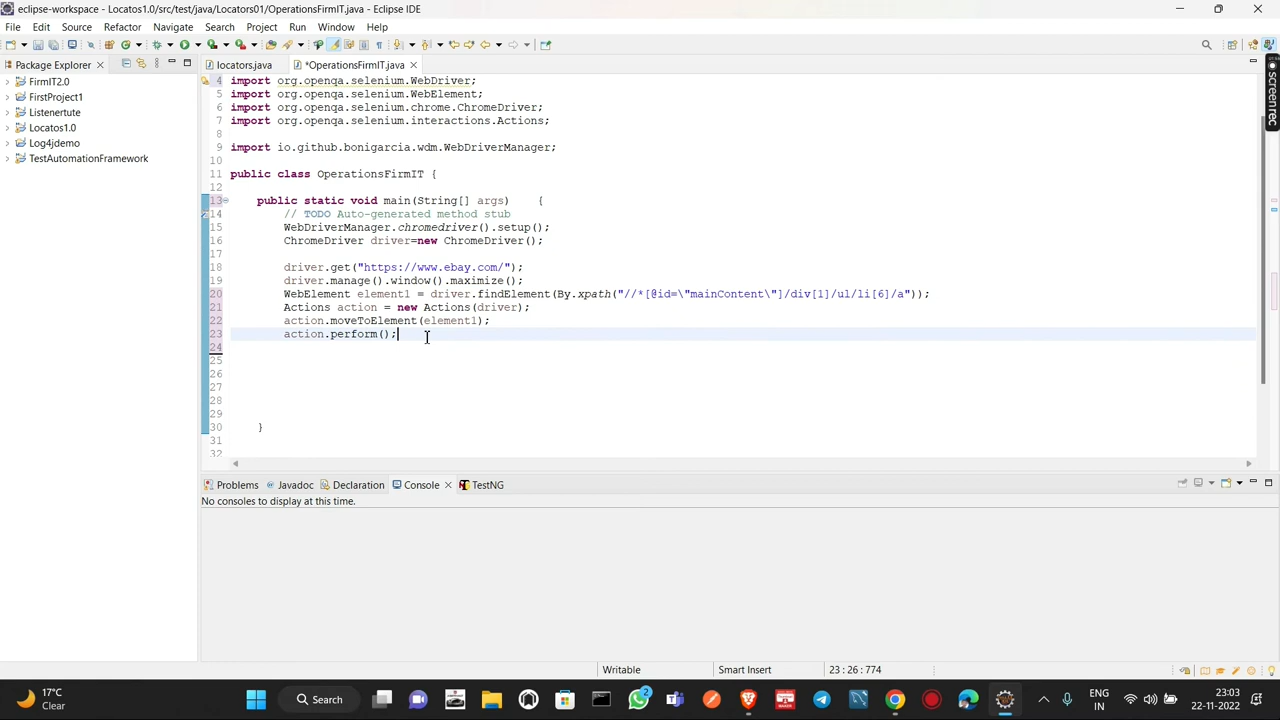 eclipse-workspace - Locatos1.0/src/test/java/Locators01/OperationsFirmIT.java - Eclipse IDE
File Edit Source Refactor Navigate Search Project Run Window Help
Package Explorer
locators.java
*OperationsFirmIT.java
FirmIT2.0
FirstProject1
Listenertute
Locatos1.0
Log4jdemo
TestAutomationFramework
4 import org.openqa.selenium.WebDriver;
5 import org.openqa.selenium.WebElement;
6 import org.openqa.selenium.chrome.ChromeDriver;
7 import org.openqa.selenium.interactions.Actions;
8
9 import io.github.bonigarcia.wdm.WebDriverManager;
10
11 public class OperationsFirmIT {
12
13 public static void main(String[] args) {
14 // TODO Auto-generated method stub
15 WebDriverManager.chromedriver().setup();
16 ChromeDriver driver=new ChromeDriver();
17
18 driver.get("https://www.ebay.com/");
19 driver.manage().window().maximize();
20 WebElement element1 = driver.findElement(By.xpath("//*[@id=\"mainContent\"]/div[1]/ul/li[6]/a"));
21 Actions action = new Actions(driver);
22 action.moveToElement(element1);
23 action.perform();
24
25
26
27
28
29
30 }
31
32
screenrec
Problems Javadoc Declaration Console TestNG
No consoles to display at this time.
Writable Smart Insert 23 : 26 : 774
17°C
Clear
Search
2
ENG
IN
23:03
22-11-2022